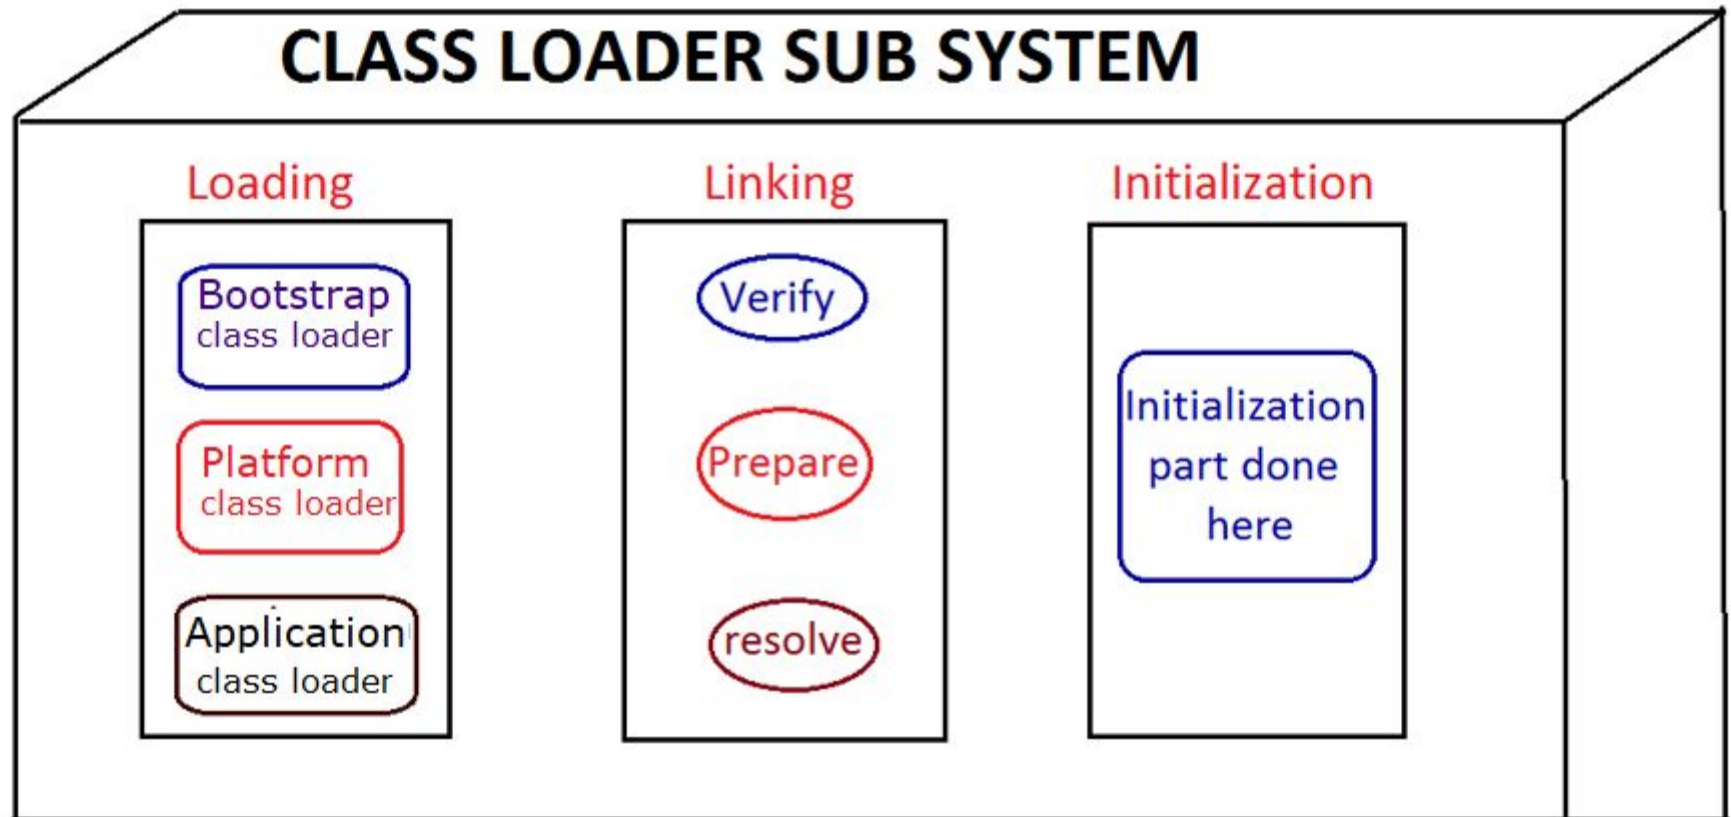 CLASS LOADER SUB SYSTEM
Loading
Bootstrap
class loader
Platform
class loader
Application
class loader
Linking
Verify
Prepare
resolve
Initialization
Initialization
part done
here